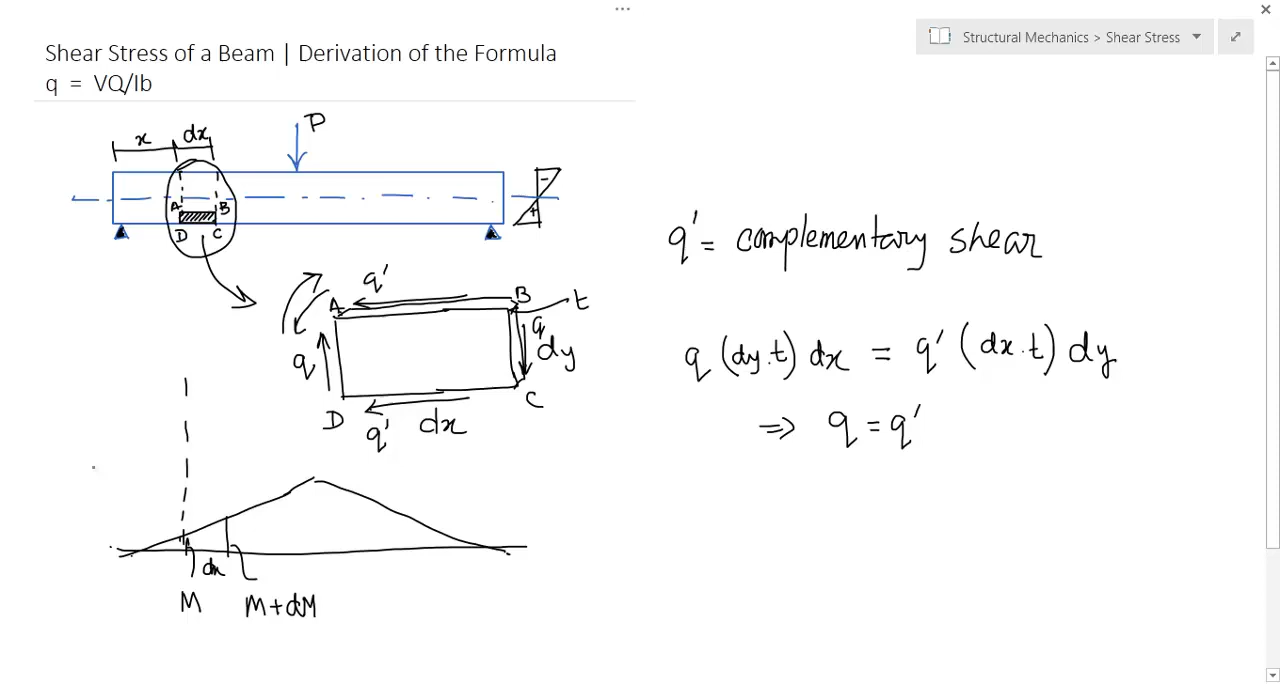 Structural Mechanics > Shear Stress
Shear Stress of a Beam | Derivation of the Formula
q = VQ/Ib
P
x dx
A B
D C
-
+
q' = complementary shear
q'
A B t
q q
dy
D C
q' dx
q (dy.t) dx = q' (dx.t) dy
⇒ q = q'
dx
M M+dM